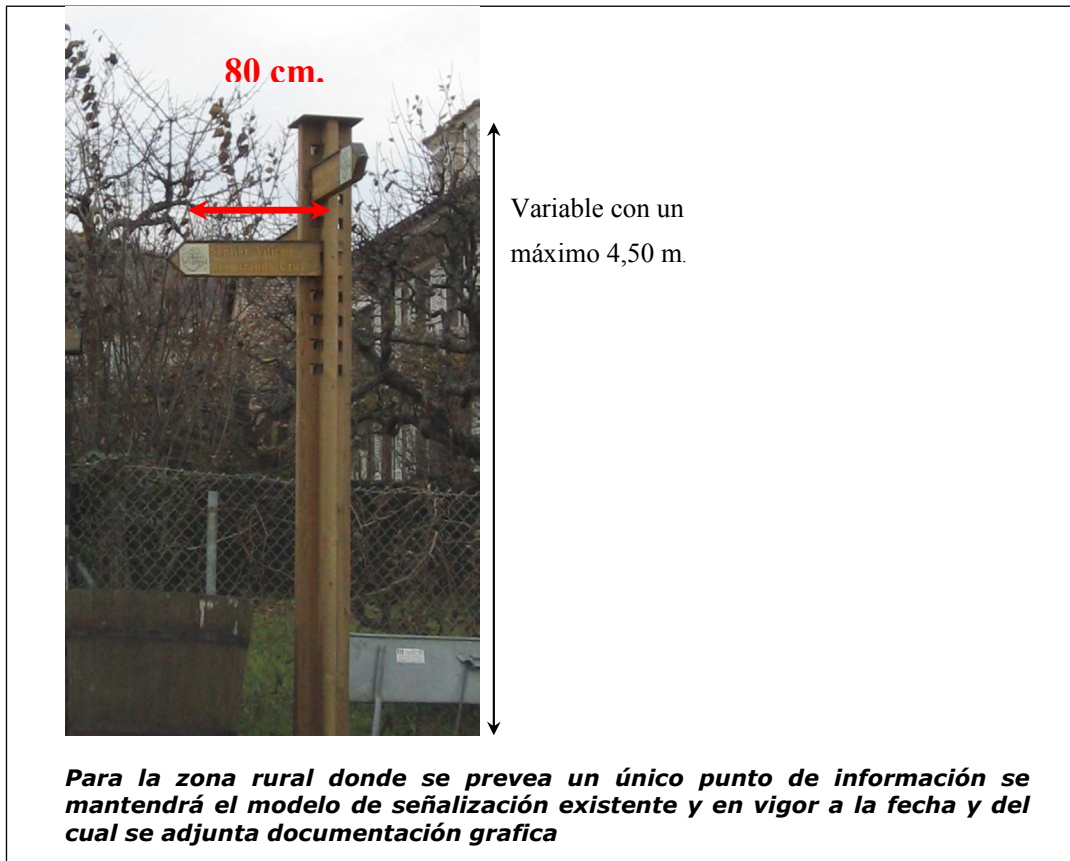 80 cm.
Variable con un
máximo 4,50 m.
Para la zona rural donde se prevea un único punto de información se
mantendrá el modelo de señalización existente y en vigor a la fecha y del
cual se adjunta documentación grafica